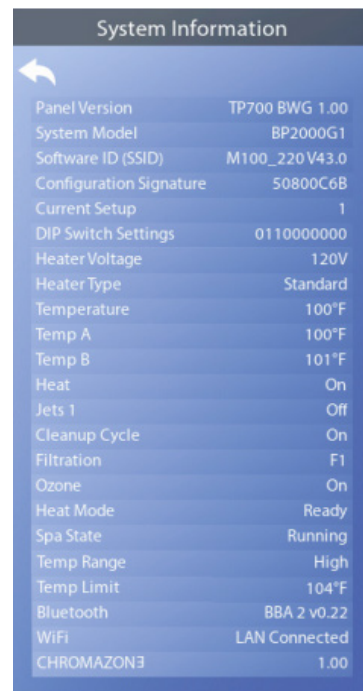 System Information
Panel Version TP700 BWG 1.00
System Model BP2000G1
Software ID (SSID) M100_220 V43.0
Configuration Signature 50800C6B
Current Setup 1
DIP Switch Settings 0110000000
Heater Voltage 120V
Heater Type Standard
Temperature 100°F
Temp A 100°F
Temp B 101°F
Heat On
Jets 1 Off
Cleanup Cycle On
Filtration F1
Ozone On
Heat Mode Ready
Spa State Running
Temp Range High
Temp Limit 104°F
Bluetooth BBA 2 v0.22
WiFi LAN Connected
CHROMAZONƎ 1.00